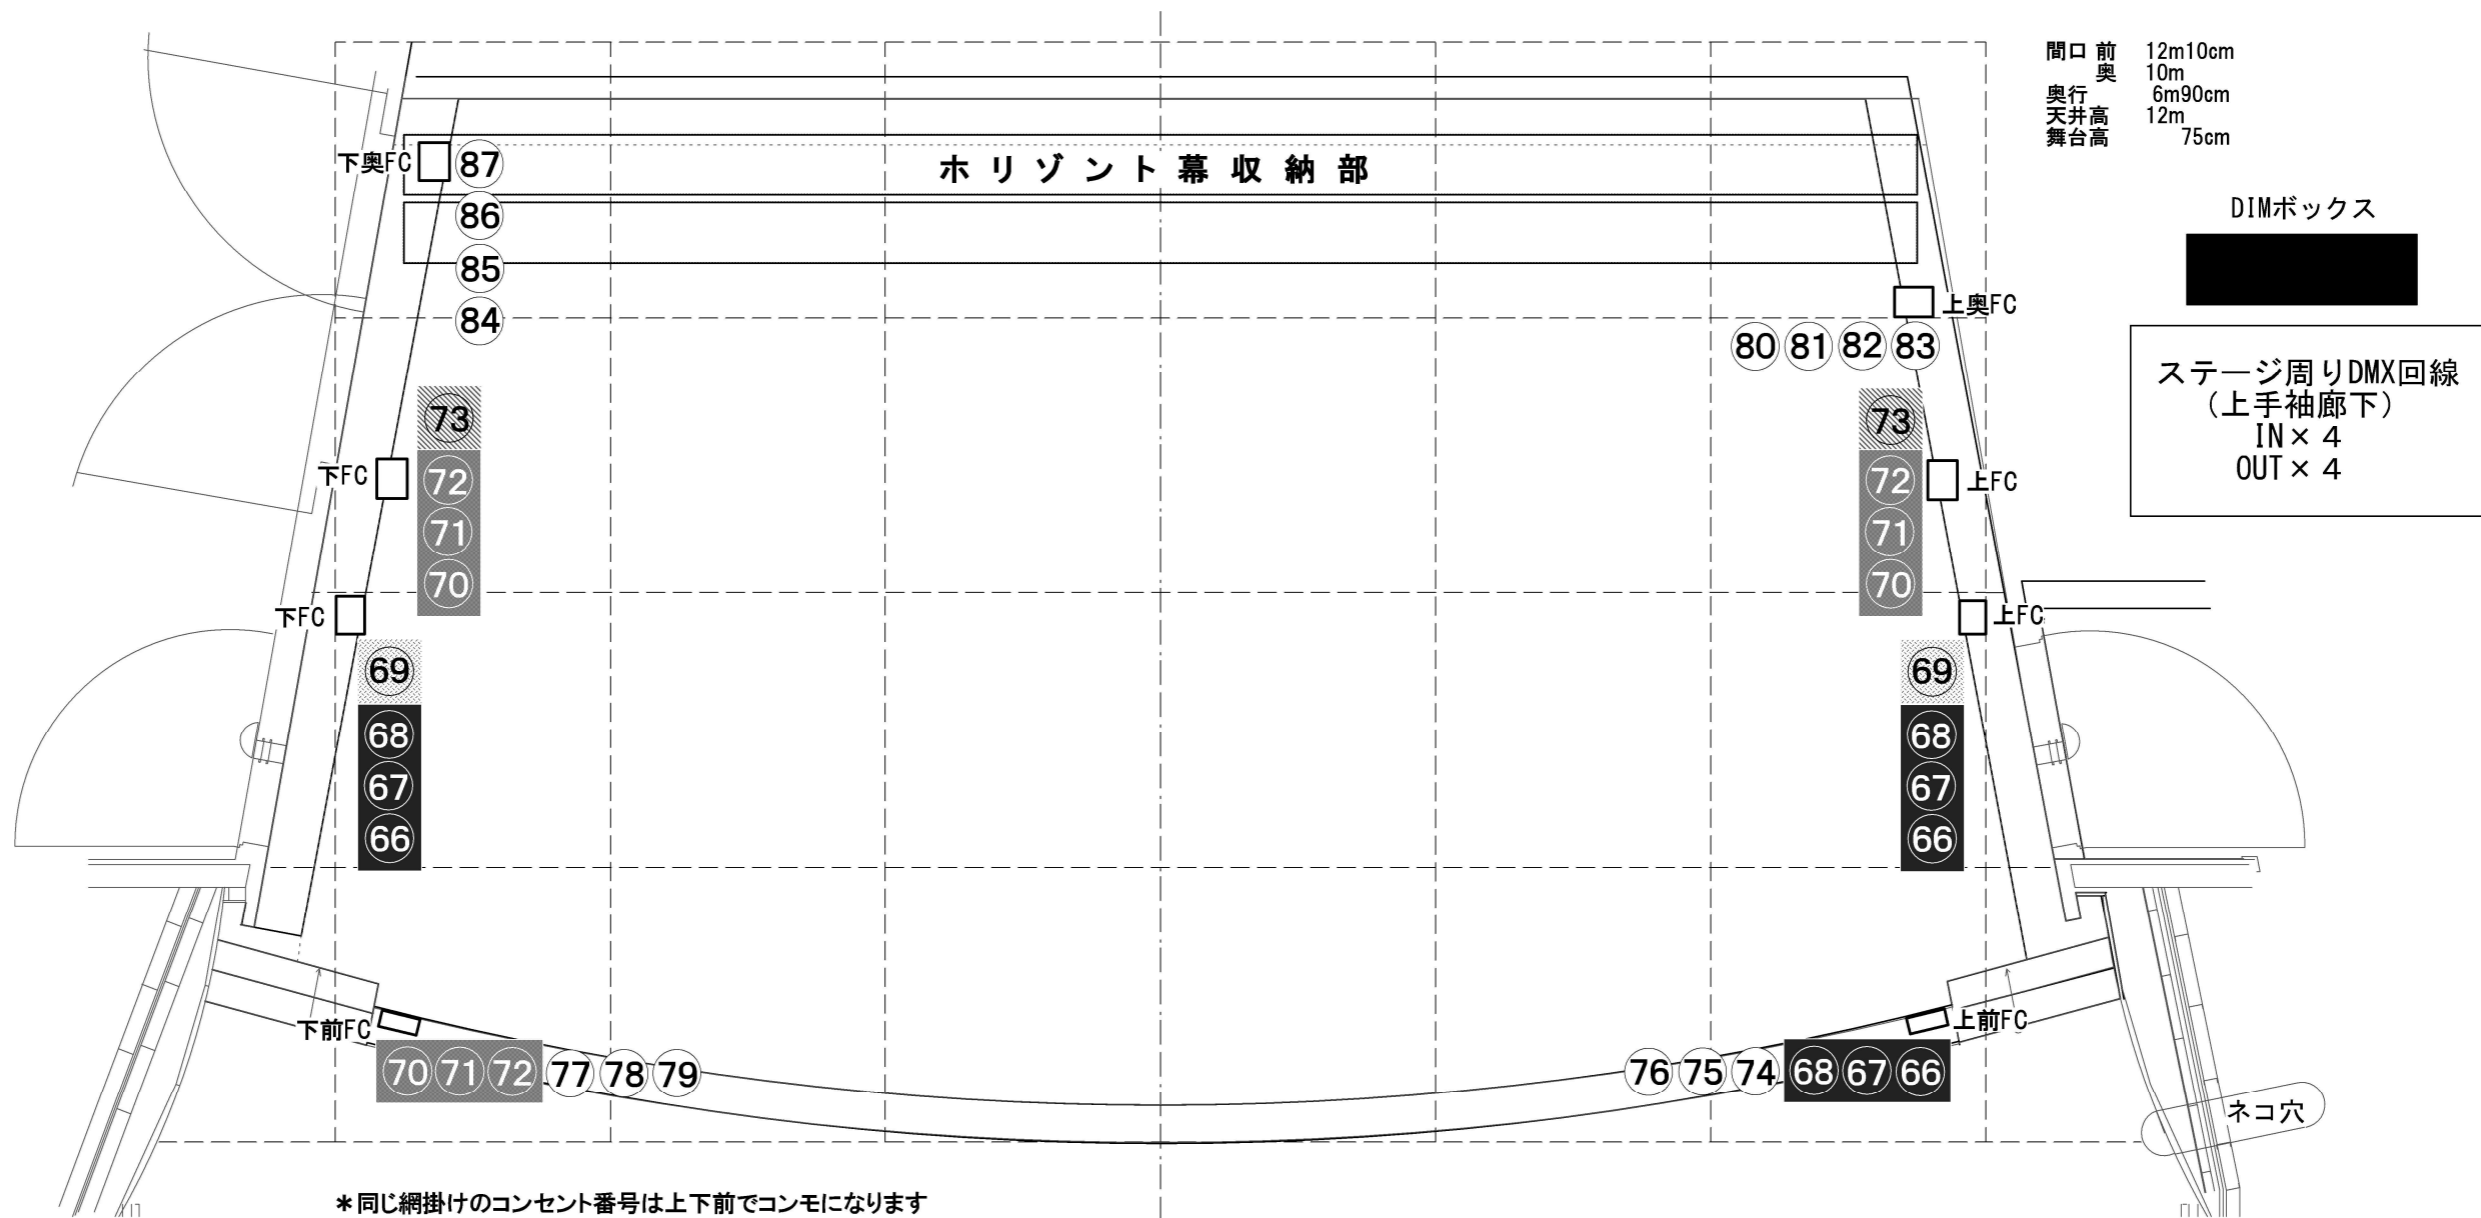 間口 前 12m10cm
奥 10m
奥行 6m90cm
天井高 12m
舞台高 75cm
DIMボックス
ステージ周りDMX回線
（上手袖廊下）
IN×4
OUT×4
下奥FC 87 ホリゾント幕収納部
86
85
84
上奥FC
80 81 82 83
73 73
下FC 72 72 上FC
71 71
70 70
下FC 上FC
69 69
68 68
67 67
66 66
下前FC 上前FC
70 71 72 77 78 79 76 75 74 68 67 66
ネコ穴
＊同じ網掛けのコンセント番号は上下前でコンモになります